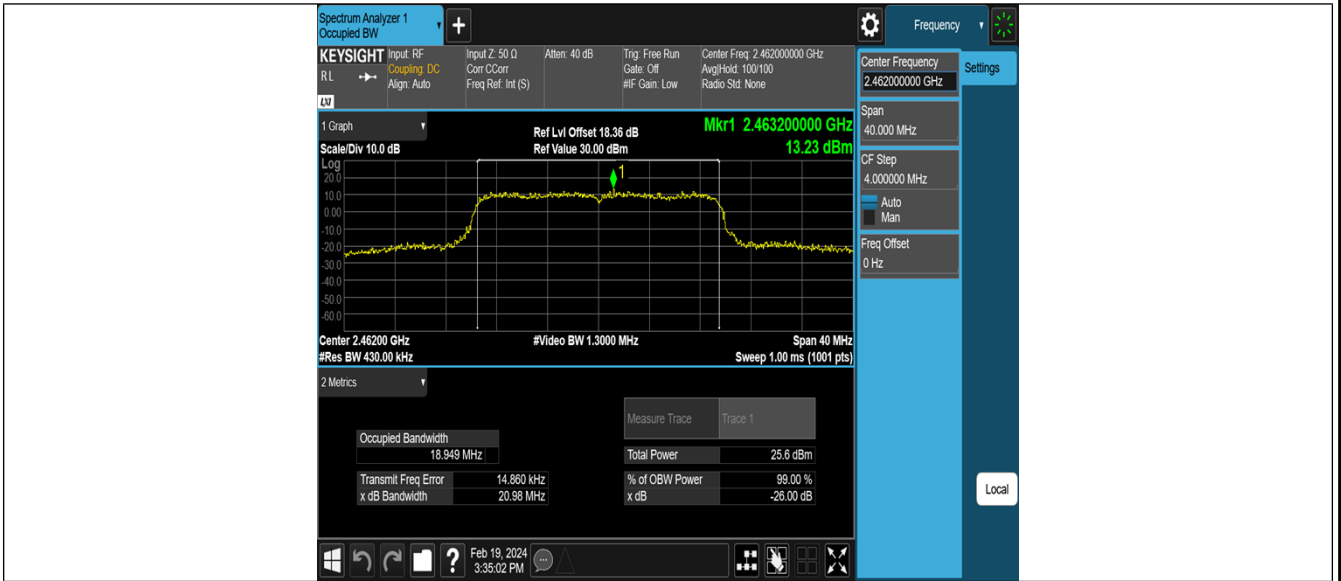 Spectrum Analyzer 1
Occupied BW
+
Frequency
KEYSIGHT
RL
LXI
Input: RF
Coupling: DC
Align: Auto
Input Z: 50 Ω
Corr CCorr
Freq Ref: Int (S)
Atten: 40 dB
Trig: Free Run
Gate: Off
#IF Gain: Low
Center Freq: 2.462000000 GHz
Avg|Hold: 100/100
Radio Std: None
Center Frequency
2.462000000 GHz
Settings
Span
40.000 MHz
CF Step
4.000000 MHz
Auto
Man
Freq Offset
0 Hz
Local
1 Graph
Scale/Div 10.0 dB
Ref Lvl Offset 18.36 dB
Ref Value 30.00 dBm
Mkr1 2.463200000 GHz
13.23 dBm
Log
20.0
10.0
0.00
-10.0
-20.0
-30.0
-40.0
-50.0
-60.0
1
Center 2.46200 GHz
#Video BW 1.3000 MHz
Span 40 MHz
#Res BW 430.00 kHz
Sweep 1.00 ms (1001 pts)
2 Metrics
Measure Trace Trace 1
Occupied Bandwidth
18.949 MHz
Total Power 25.6 dBm
Transmit Freq Error 14.860 kHz
% of OBW Power 99.00 %
x dB Bandwidth 20.98 MHz
x dB -26.00 dB
?
Feb 19, 2024
3:35:02 PM